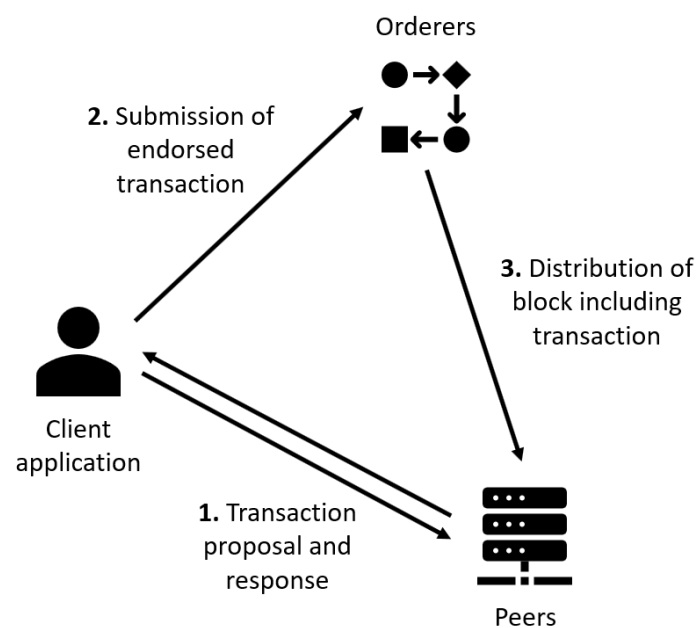 Orderers
2. Submission of
endorsed
transaction
3. Distribution of
block including
transaction
Client
application
1. Transaction
proposal and
response
Peers